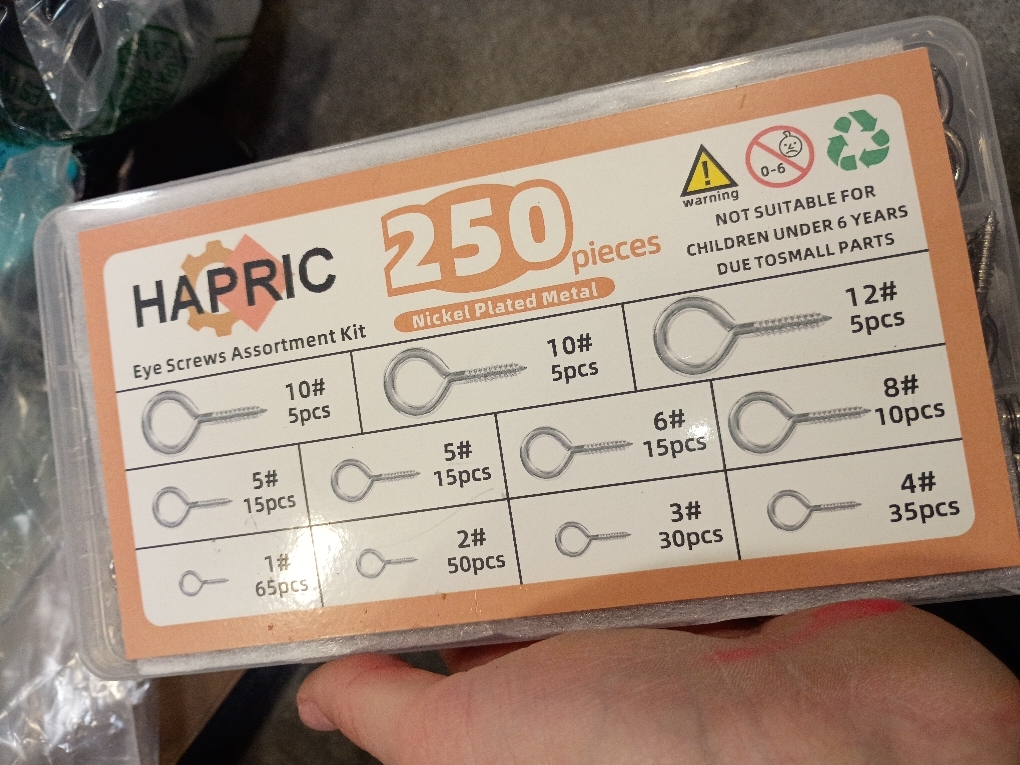 HAPRIC
250
pieces
Nickel Plated Metal
Eye Screws Assortment Kit
warning
0-6
NOT SUITABLE FOR
CHILDREN UNDER 6 YEARS
DUE TOSMALL PARTS
10#
5pcs
10#
5pcs
12#
5pcs
5#
15pcs
5#
15pcs
6#
15pcs
8#
10pcs
1#
65pcs
2#
50pcs
3#
30pcs
4#
35pcs